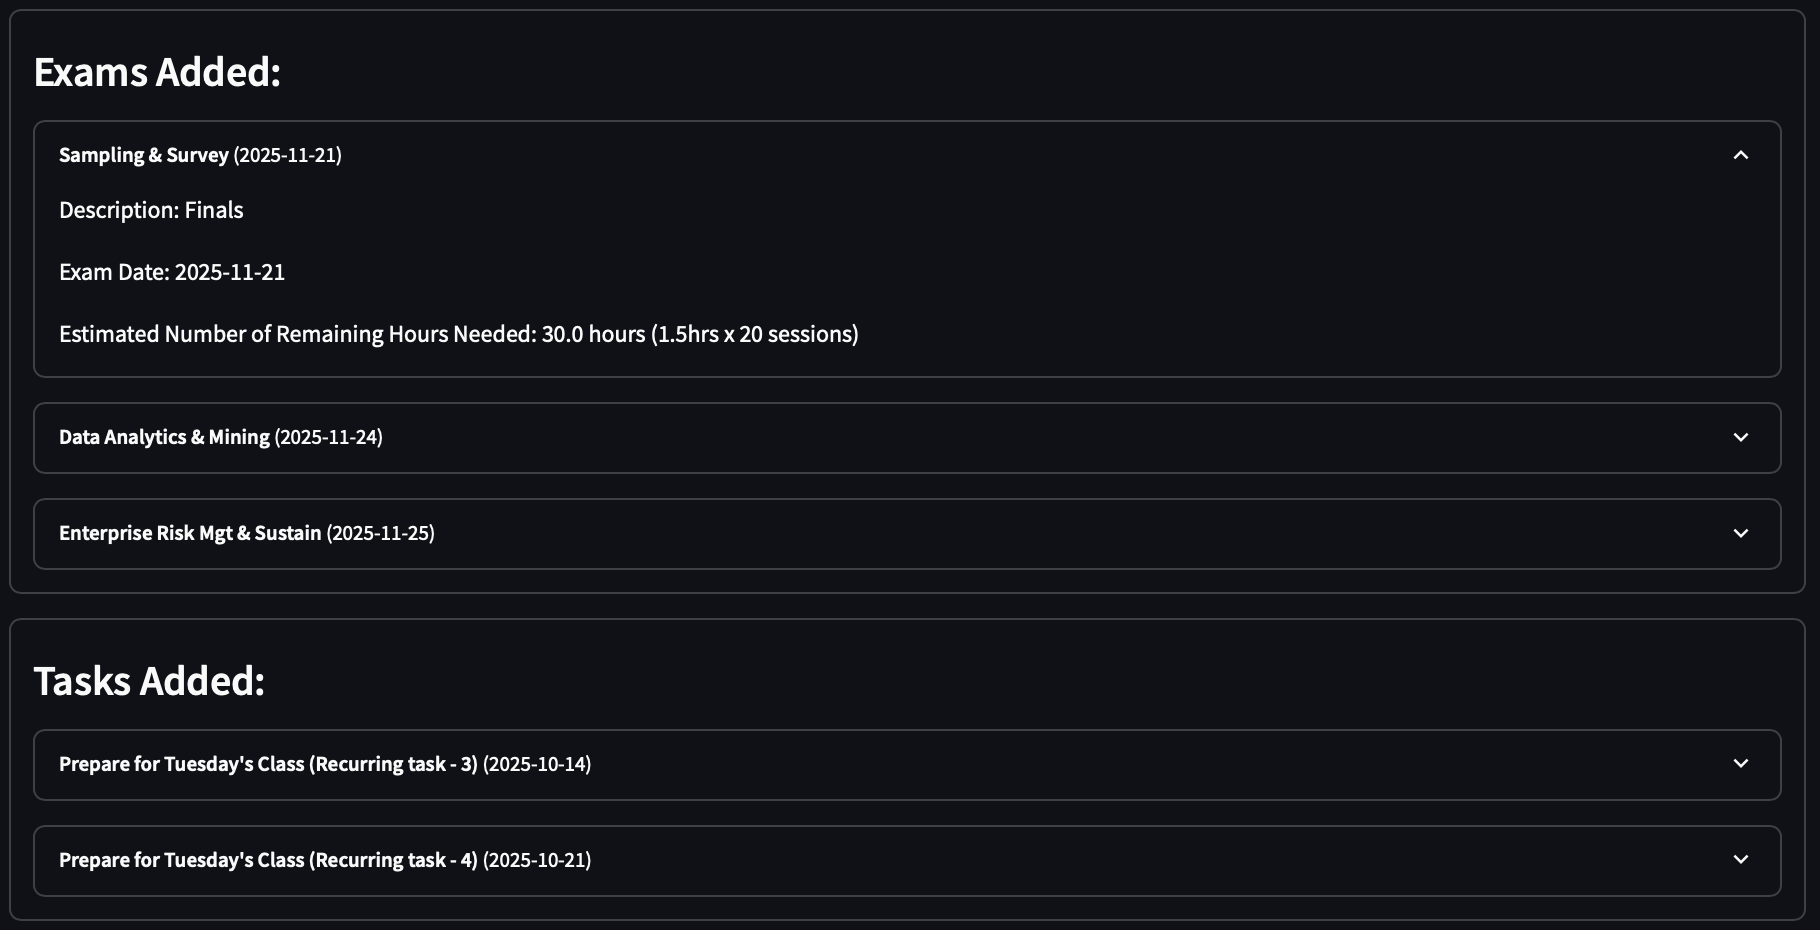 Exams Added:
Sampling & Survey (2025-11-21)
Description: Finals
Exam Date: 2025-11-21
Estimated Number of Remaining Hours Needed: 30.0 hours (1.5hrs x 20 sessions)
Data Analytics & Mining (2025-11-24)
Enterprise Risk Mgt & Sustain (2025-11-25)
Tasks Added:
Prepare for Tuesday's Class (Recurring task - 3) (2025-10-14)
Prepare for Tuesday's Class (Recurring task - 4) (2025-10-21)